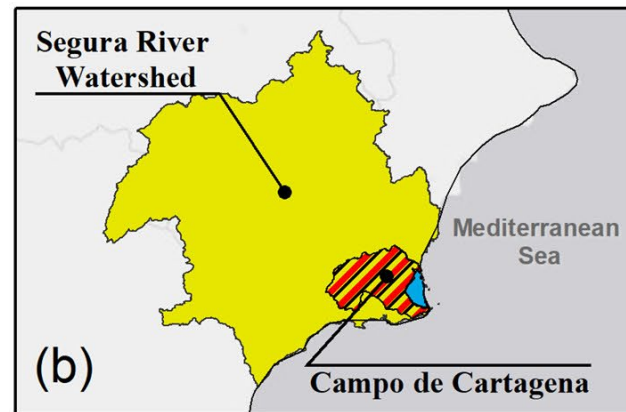 Segura River
Watershed
Mediterranean
Sea
(b)
Campo de Cartagena